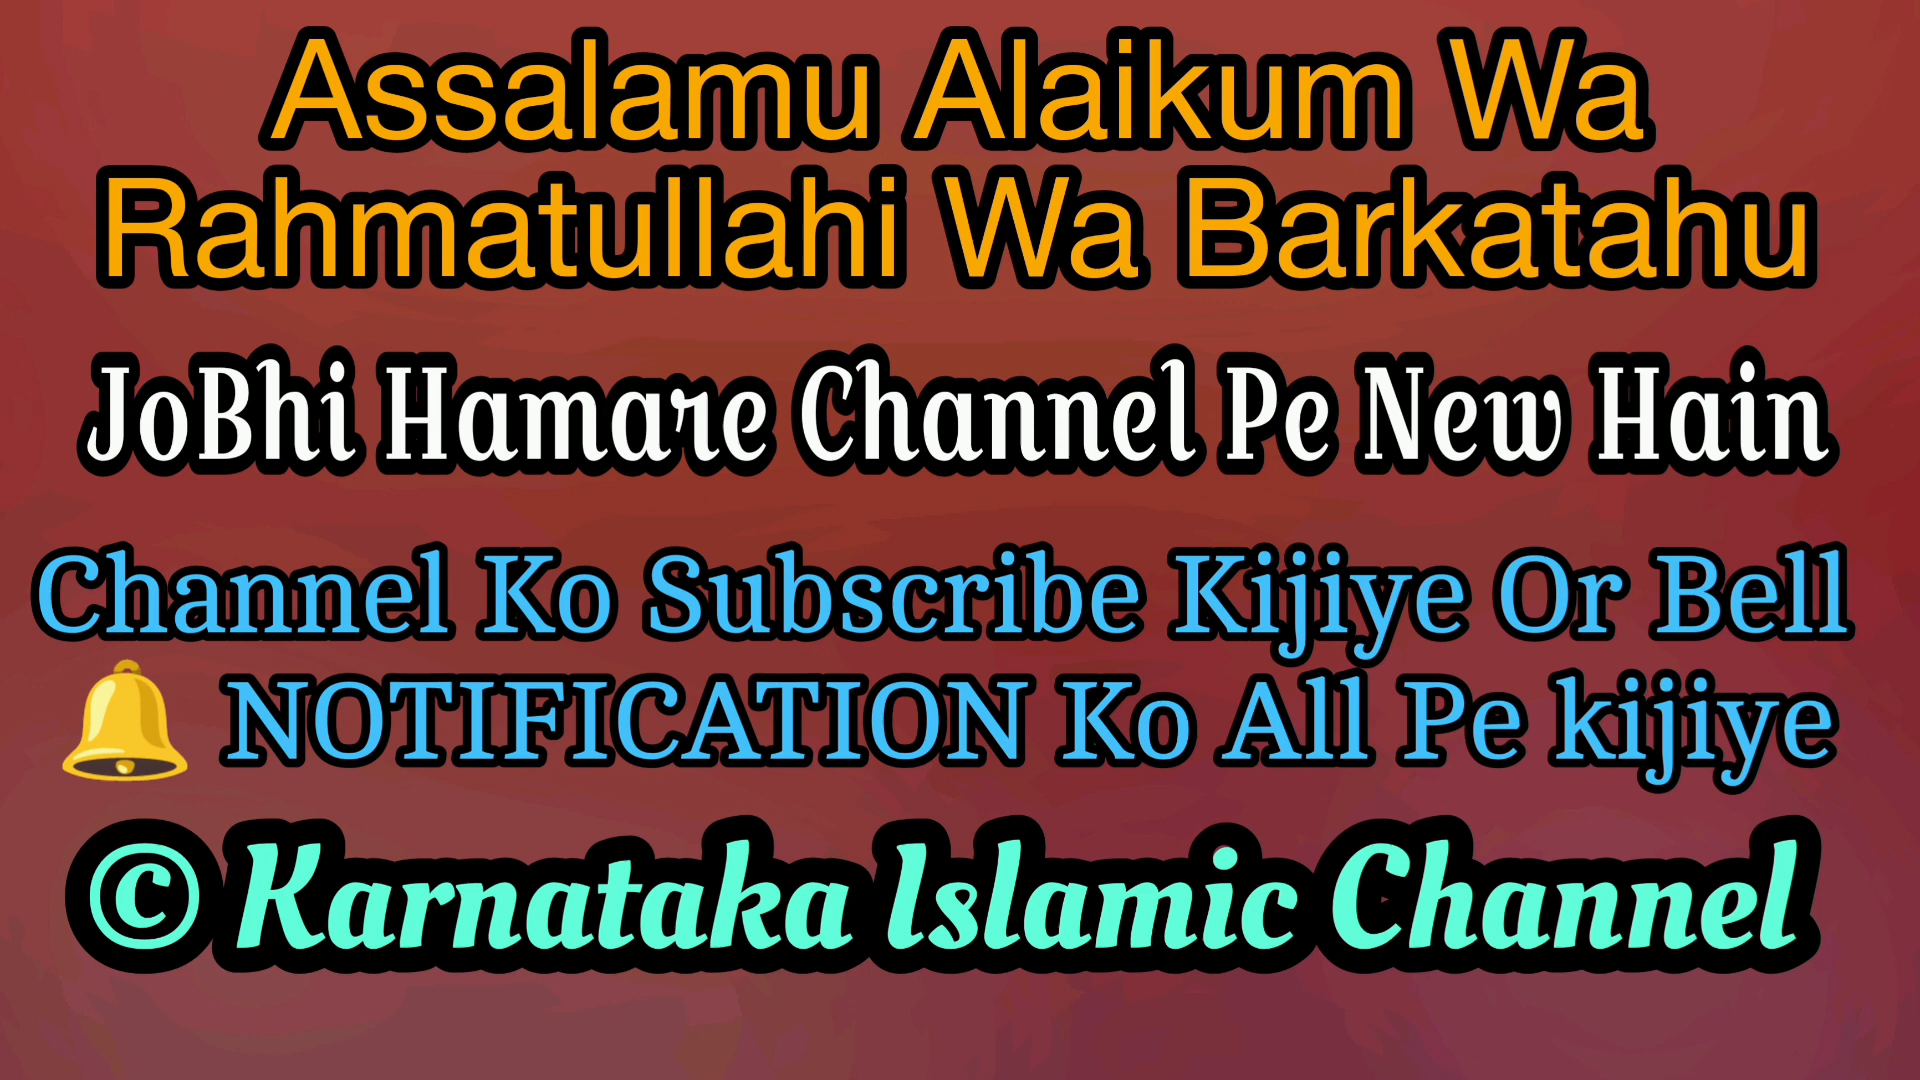 Assalamu Alaikum Wa
Rahmatullahi Wa Barkatahu
JoBhi Hamare Channel Pe New Hain
Channel Ko Subscribe Kijiye Or Bell
🔔 NOTIFICATION Ko All Pe kijiye
© Karnataka Islamic Channel